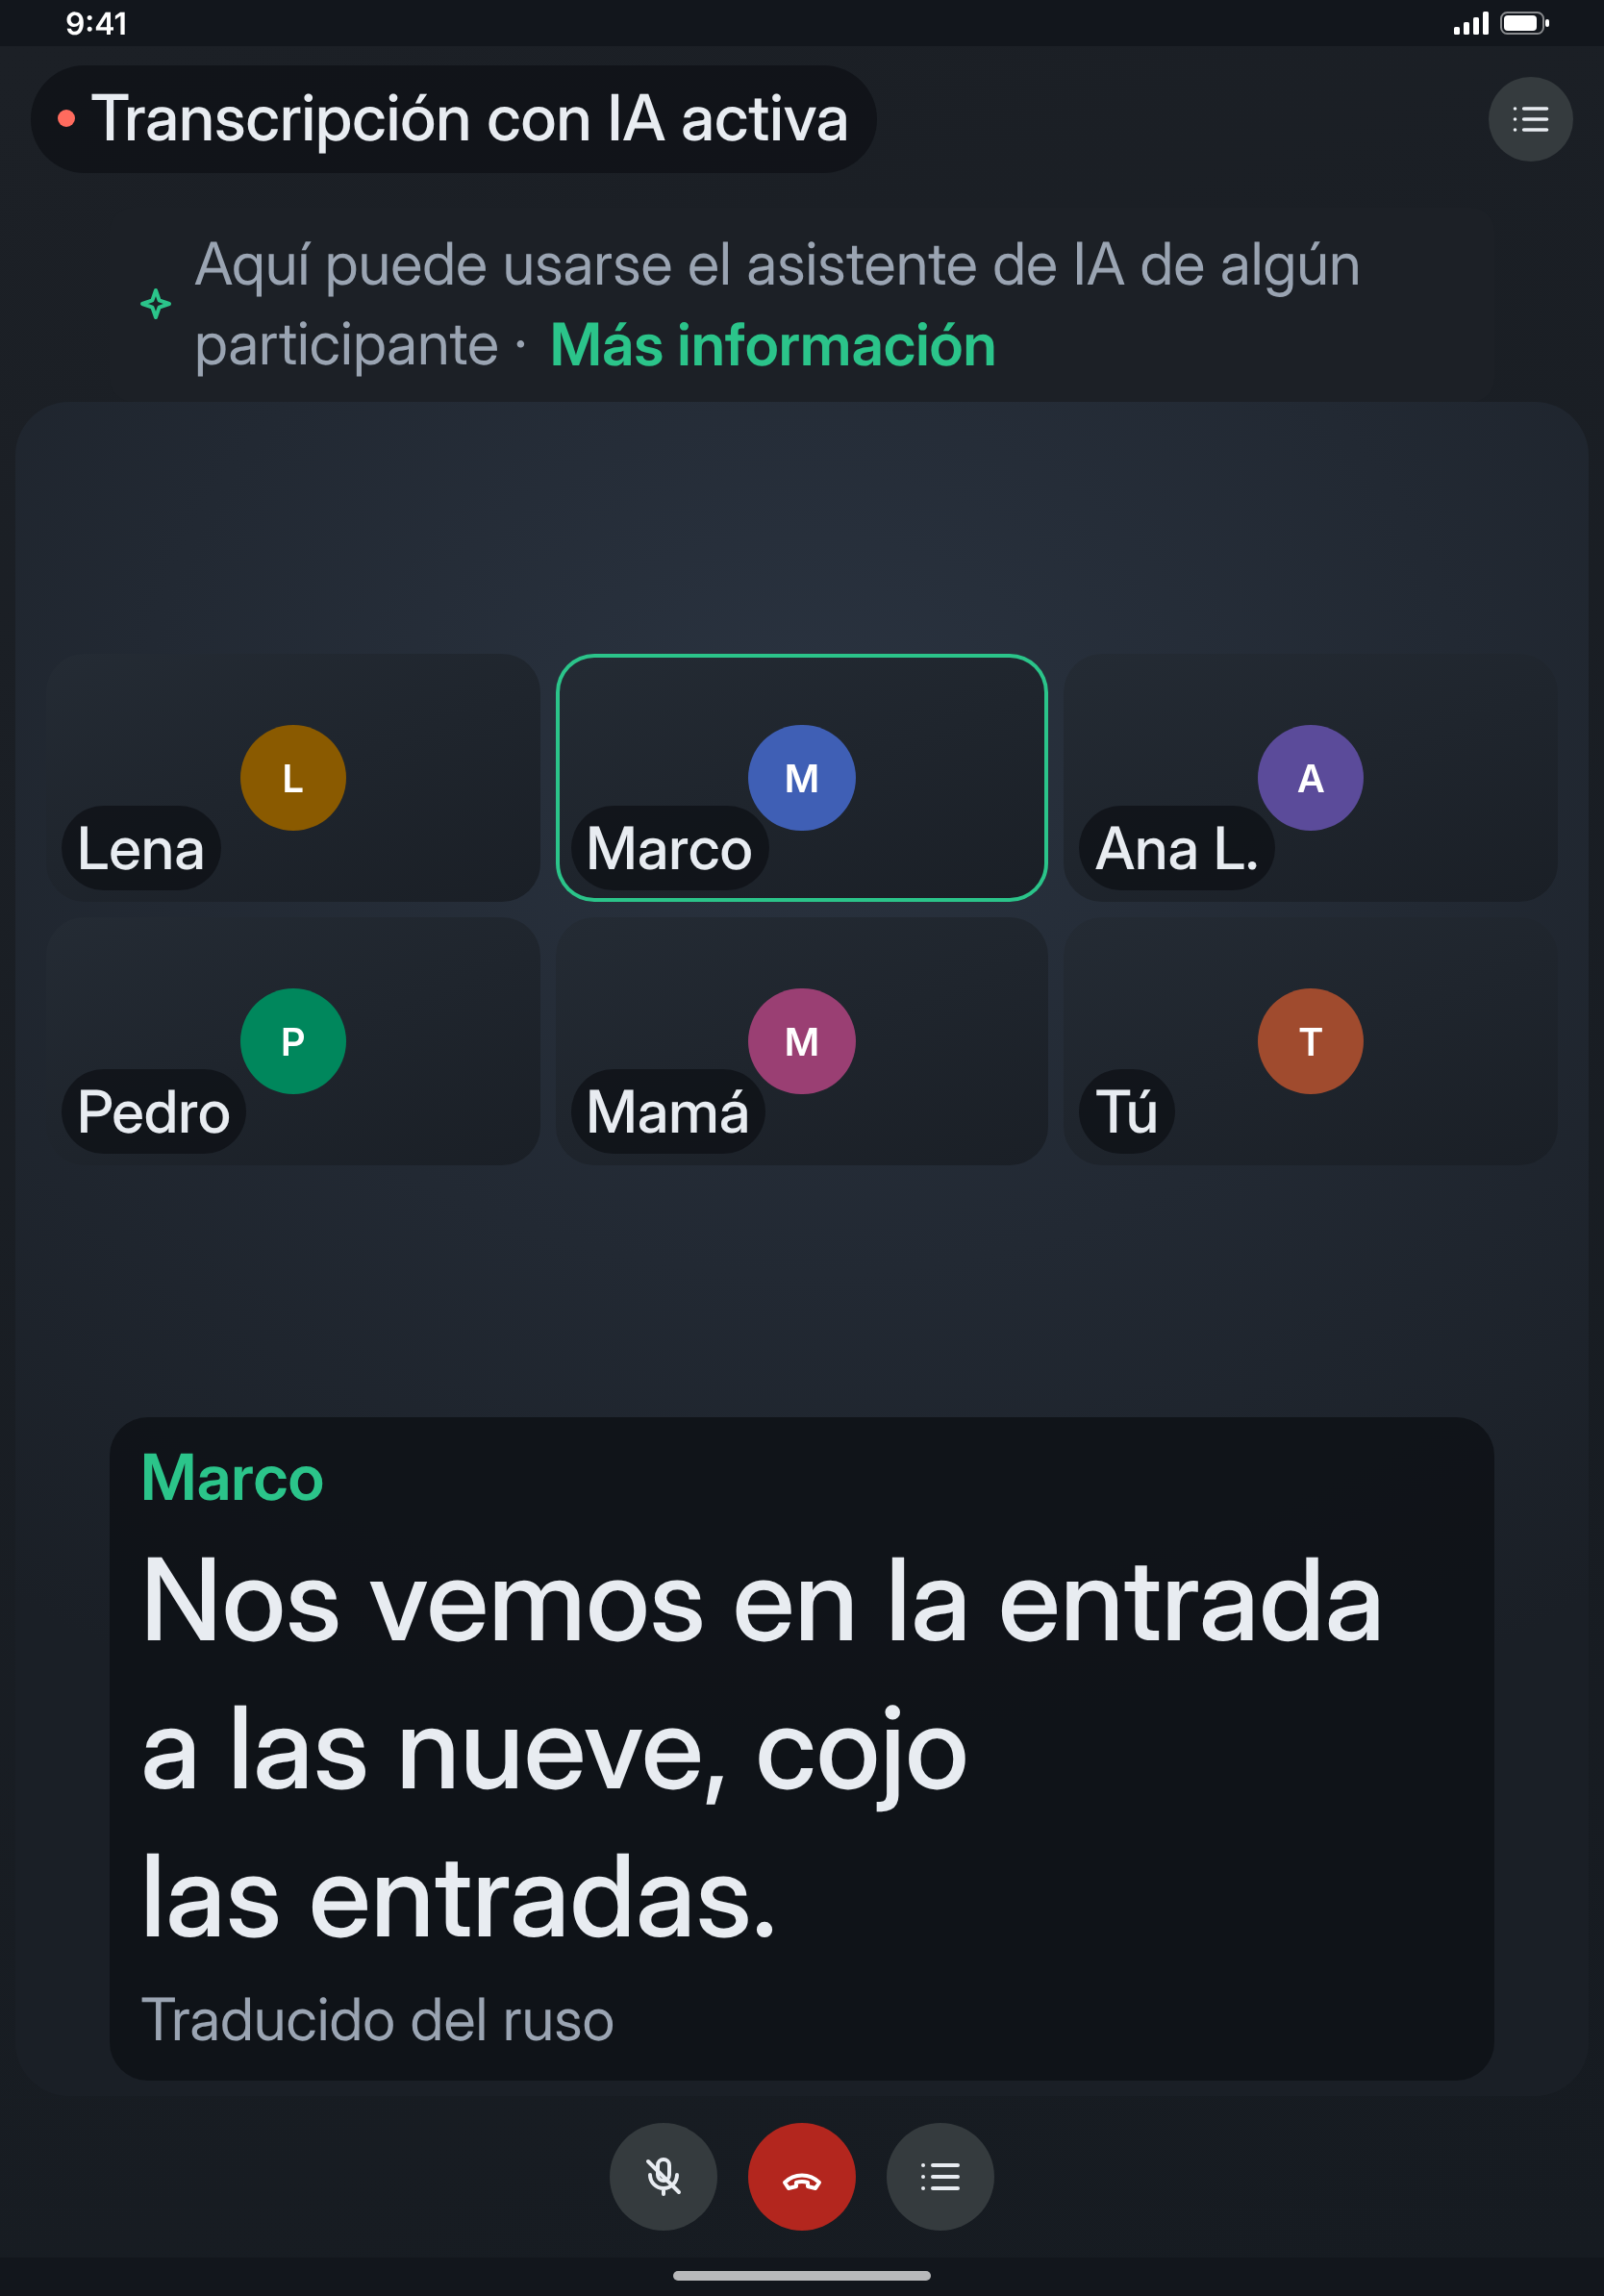 9:41
Transcripción con IA activa
Aquí puede usarse el asistente de IA de algún
participante · Más información
L
Lena
M
Marco
A
Ana L.
P
Pedro
M
Mamá
T
Tú
Marco
Nos vemos en la entrada
a las nueve, cojo
las entradas.
Traducido del ruso